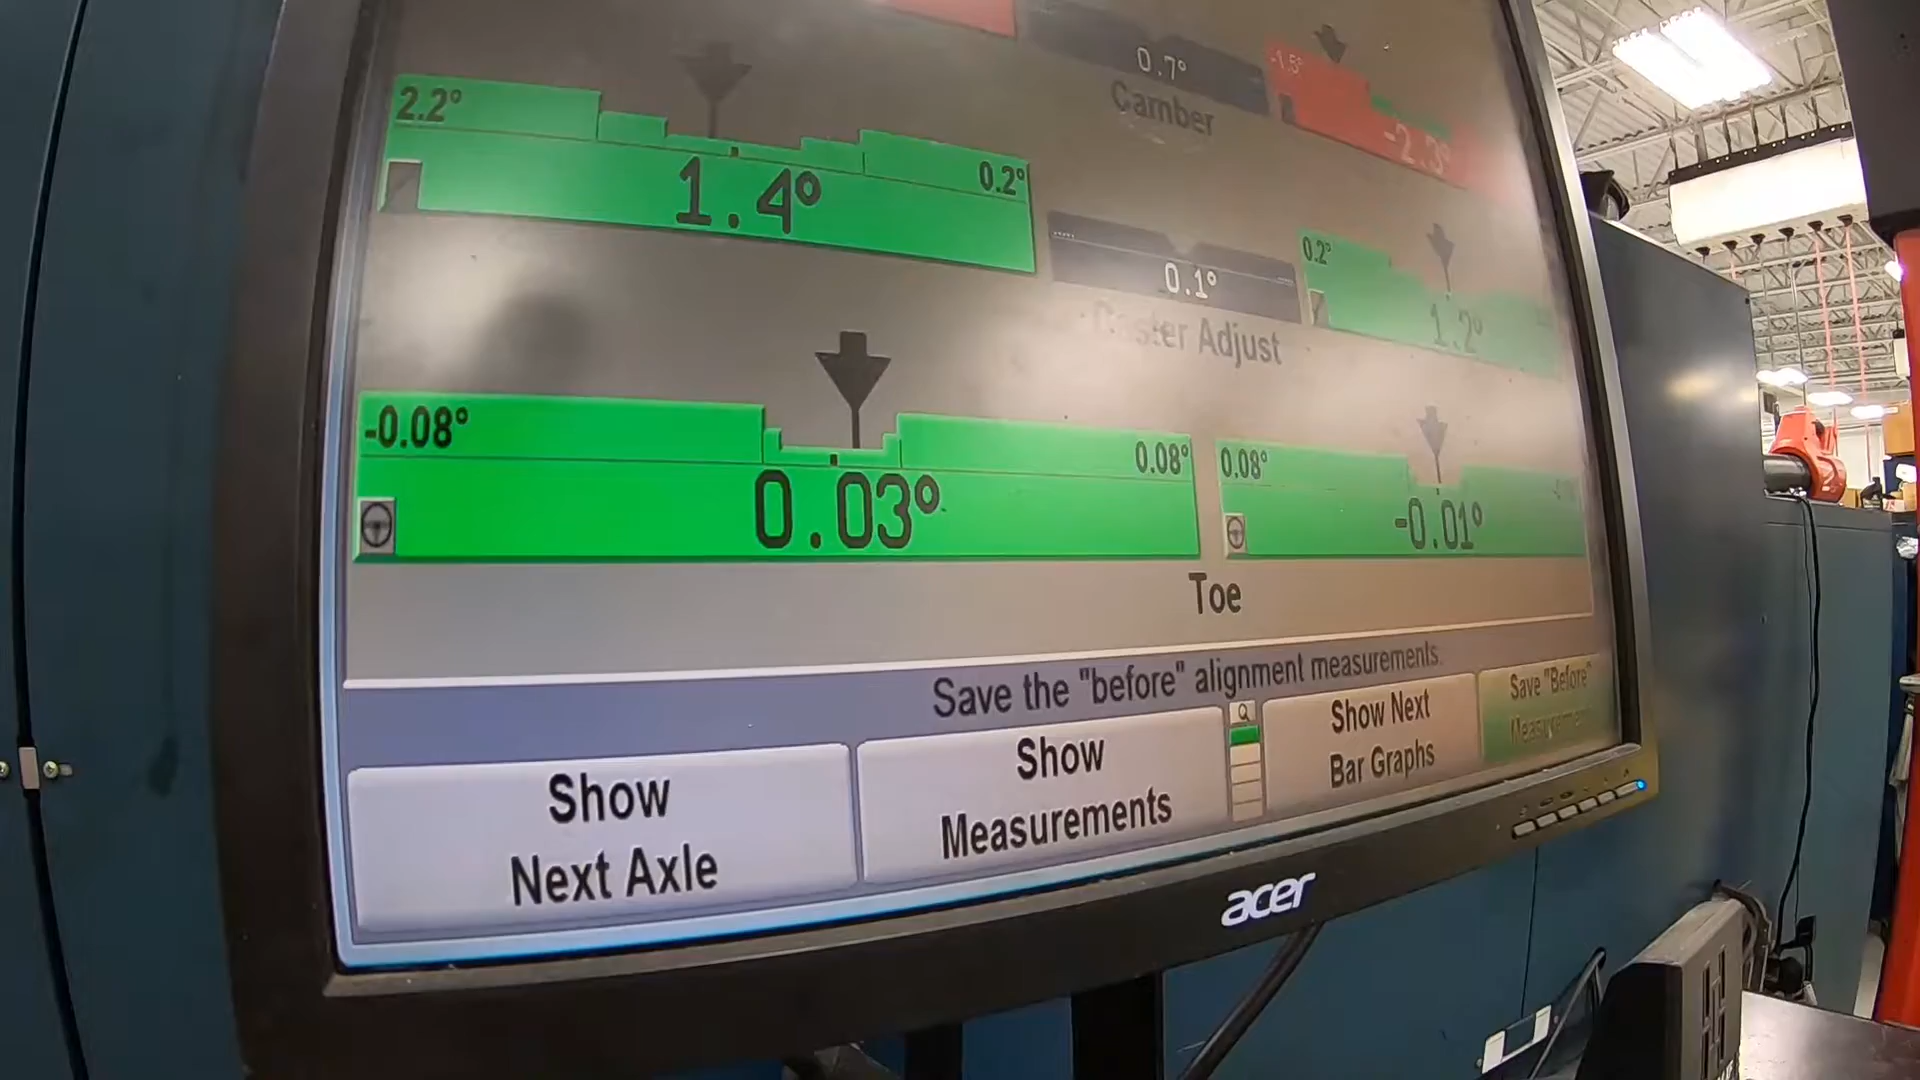 0.7°
-1.5°
Camber
-2.3°
2.2°
0.2°
1.4°
0.1°
0.2°
1.2°
Caster Adjust
-0.08°
0.08°
0.03°
0.08°
-0.01°
Toe
Save the "before" alignment measurements.
Show
Next Axle
Show
Measurements
Show Next
Bar Graphs
Save "Before"
Measurements
acer